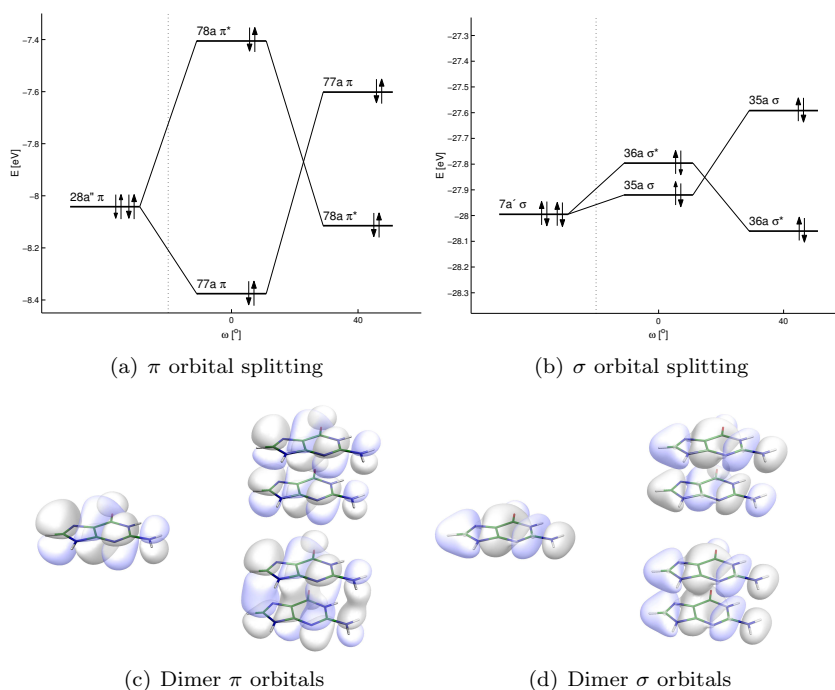 −7.4
−7.6
−7.8
−8
−8.2
−8.4
E [eV]
28a'' π
78a π*
77a π
77a π
78a π*
0
40
ω [°]
−27.3
−27.4
−27.5
−27.6
−27.7
−27.8
−27.9
−28
−28.1
−28.2
−28.3
E [eV]
7a´ σ
36a σ*
35a σ
35a σ
36a σ*
0
40
ω [°]
(a) π orbital splitting
(b) σ orbital splitting
(c) Dimer π orbitals
(d) Dimer σ orbitals